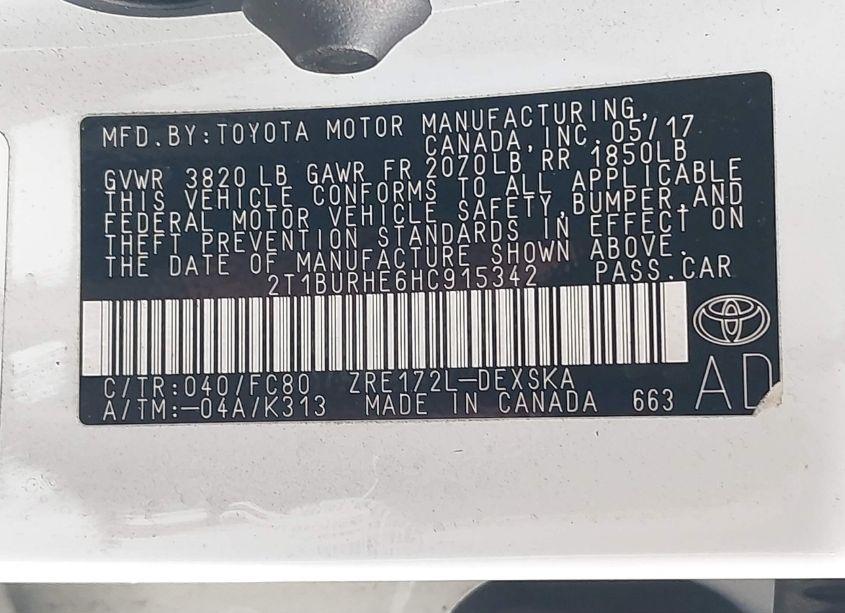 MFD.BY:TOYOTA MOTOR MANUFACTURING,
CANADA,INC. 05/17
GVWR 3820 LB GAWR FR 2070LB RR 1850LB
THIS VEHICLE CONFORMS TO ALL APPLICABLE
FEDERAL MOTOR VEHICLE SAFETY,BUMPER,AND
THEFT PREVENTION STANDARDS IN EFFECT ON
THE DATE OF MANUFACTURE SHOWN ABOVE.
2T1BURHE6HC915342 PASS.CAR
C/TR:040/FC80 ZRE172L-DEXSKA
A/TM:-04A/K313 MADE IN CANADA 663
AD